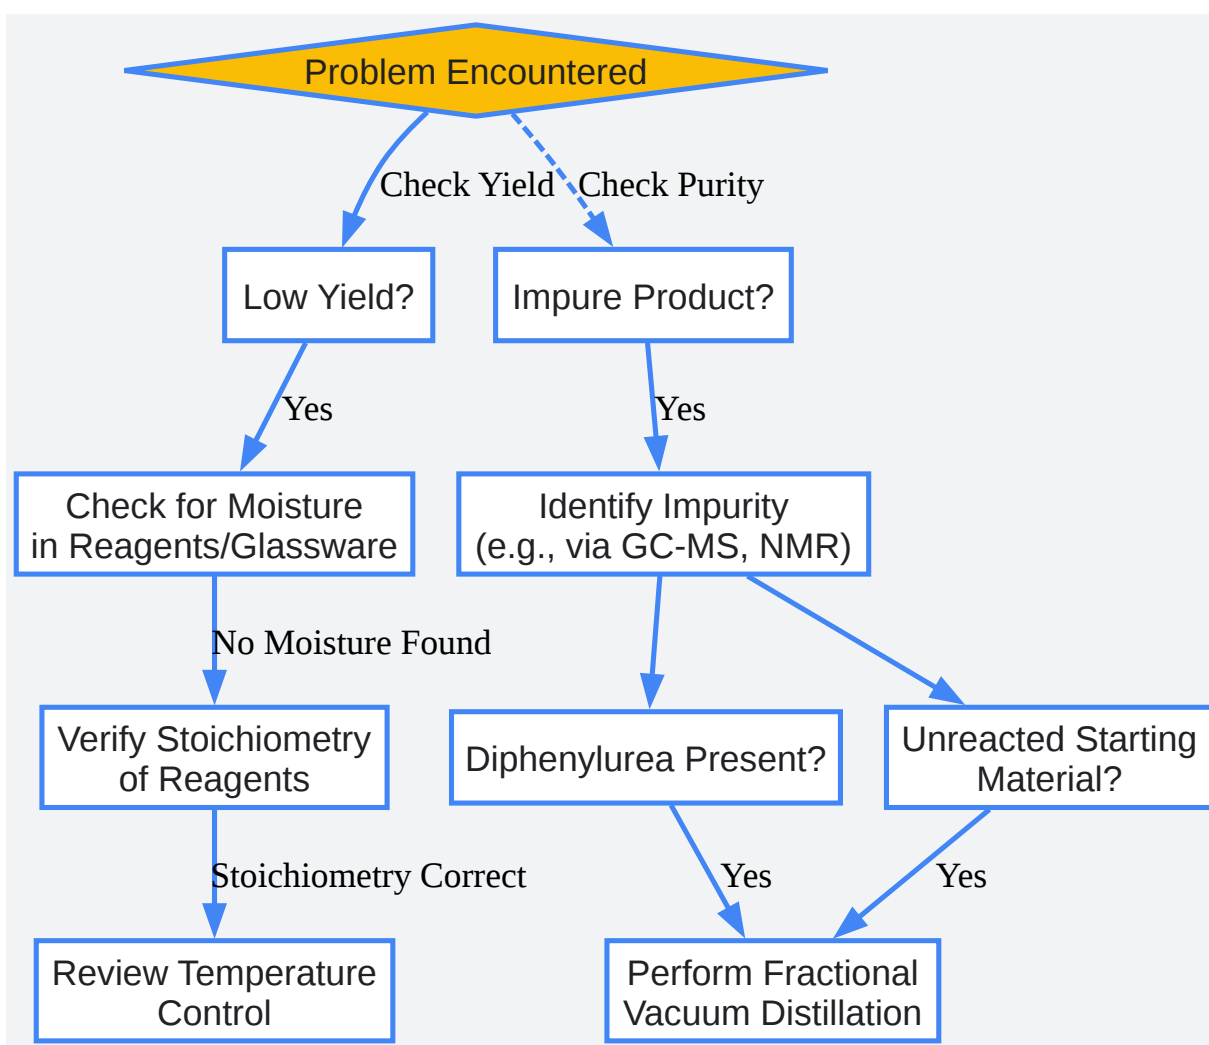 Problem Encountered
Check Yield
Check Purity
Low Yield?
Impure Product?
Yes
Yes
Check for Moisture
in Reagents/Glassware
Identify Impurity
(e.g., via GC-MS, NMR)
No Moisture Found
Verify Stoichiometry
of Reagents
Diphenylurea Present?
Unreacted Starting
Material?
Stoichiometry Correct
Yes
Yes
Review Temperature
Control
Perform Fractional
Vacuum Distillation